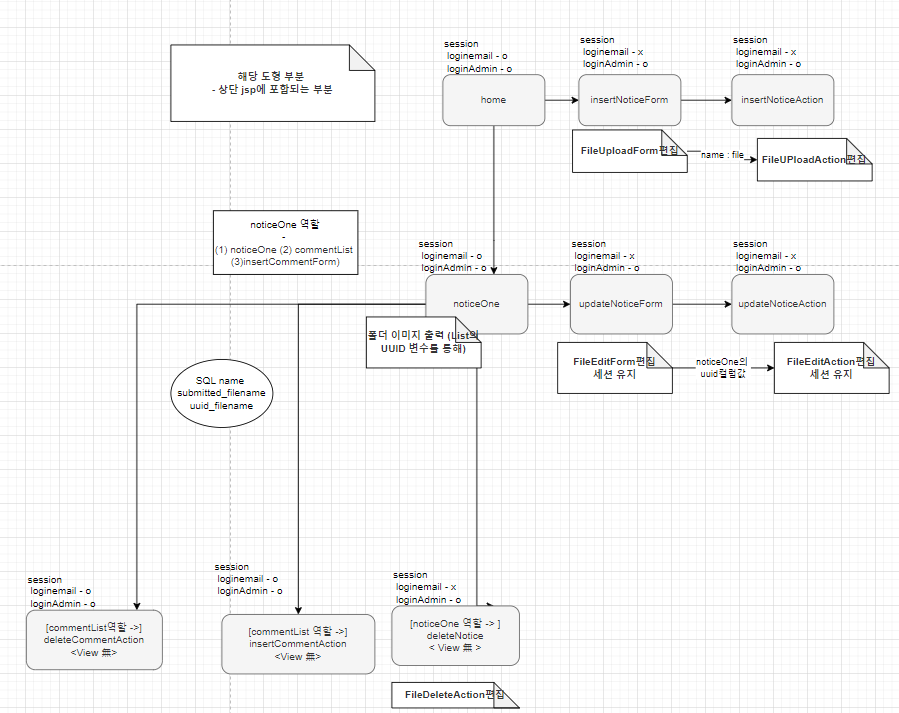 해당 도형 부분
- 상단 jsp에 포함되는 부분
session
loginemail - o
loginAdmin - o
home
session
loginemail - x
loginAdmin - o
insertNoticeForm
session
loginemail - x
loginAdmin - o
insertNoticeAction
FileUploadForm편집
name : file
FileUPloadAction편집
noticeOne 역할
-
(1) noticeOne (2) commentList
(3)insertCommentForm)
session
loginemail - o
loginAdmin - o
noticeOne
session
loginemail - x
loginAdmin - o
updateNoticeForm
session
loginemail - x
loginAdmin - o
updateNoticeAction
폴더 이미지 출력 (List의
UUID 변수를 통해)
FileEditForm편집
세션 유지
noticeOne의
uuid컬럼값
FileEditAction편집
세션 유지
SQL name
submitted_filename
uuid_filename
session
loginemail - o
loginAdmin - o
[commentList역할 ->]
deleteCommentAction
<View 無>
session
loginemail - o
loginAdmin - o
[commentList 역할 ->]
insertCommentAction
<View 無>
session
loginemail - x
loginAdmin - o
[noticeOne 역할 -> ]
deleteNotice
< View 無 >
FileDeleteAction편집